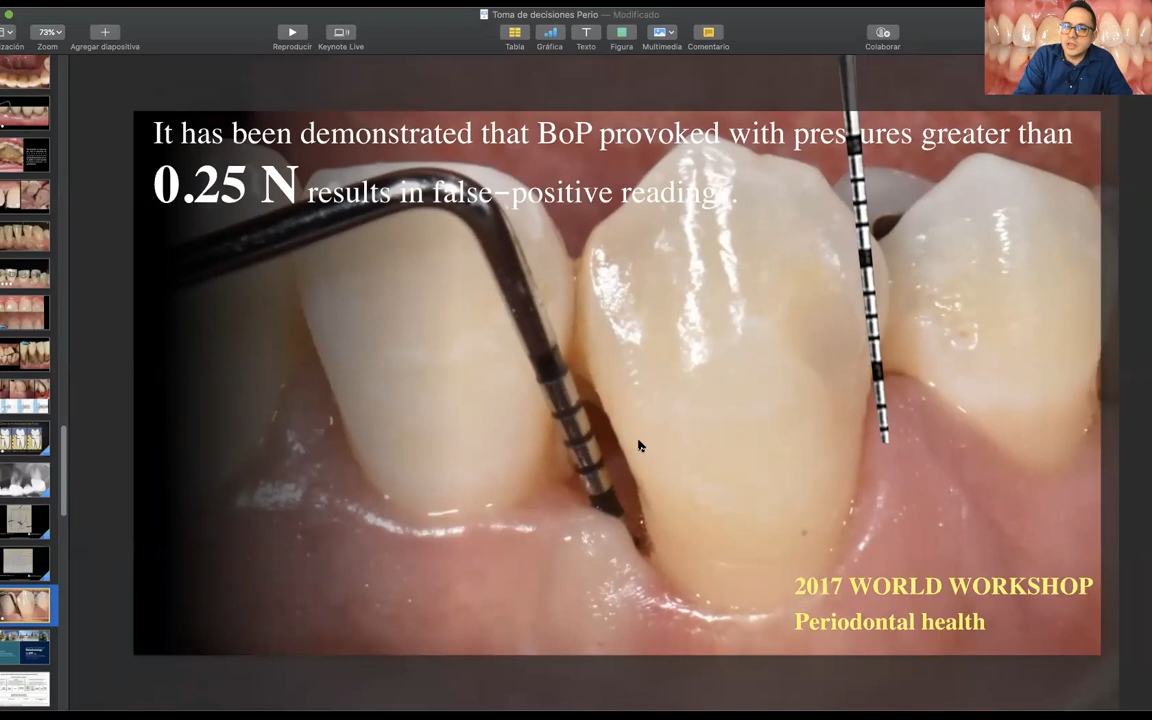 Toma de decisiones Perio — Modificado
73%
Zoom
Agregar diapositiva
Reproducir
Keynote Live
Tabla
Gráfica
Texto
Figura
Multimedia
Comentario
Colaborar
It has been demonstrated that BoP provoked with pressures greater than
0.25 N results in false-positive readings.
2017 WORLD WORKSHOP
Periodontal health